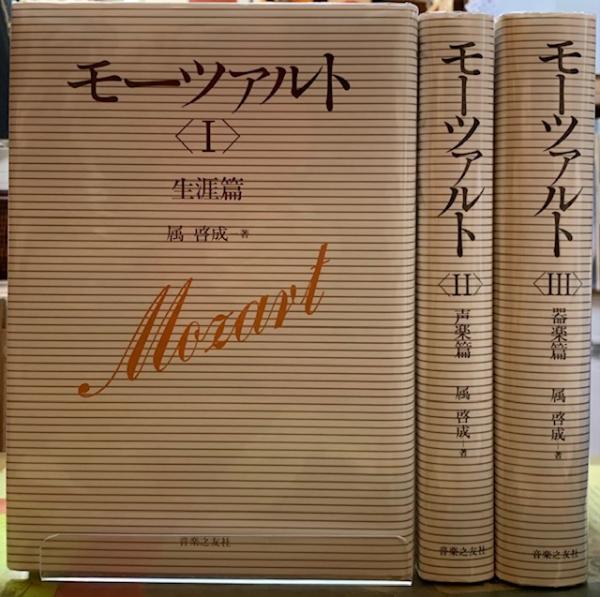 モーツァルト
〈I〉
生涯篇
属 啓成 著
Mozart
音楽之友社
モーツァルト
〈II〉
声楽篇
属 啓成 著
音楽之友社
モーツァルト
〈III〉
器楽篇
属 啓成 著
音楽之友社